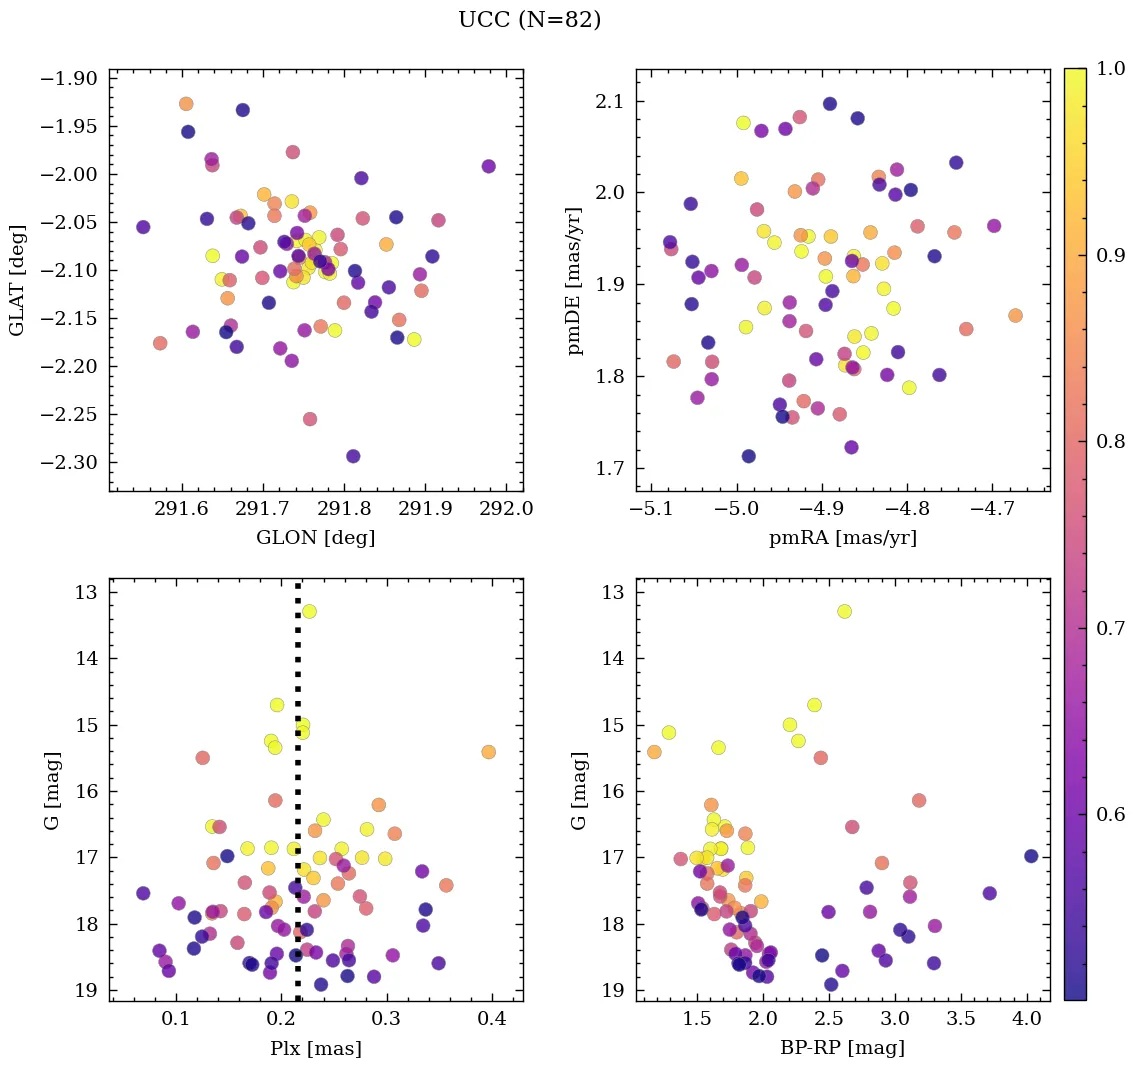 UCC (N=82)
−1.90
−1.95
−2.00
−2.05
−2.10
−2.15
−2.20
−2.25
−2.30
GLAT [deg]
291.6 291.7 291.8 291.9 292.0
GLON [deg]
2.1
2.0
1.9
1.8
1.7
pmDE [mas/yr]
−5.1 −5.0 −4.9 −4.8 −4.7
pmRA [mas/yr]
1.0
0.9
0.8
0.7
0.6
13
14
15
16
17
18
19
G [mag]
0.1 0.2 0.3 0.4
Plx [mas]
13
14
15
16
17
18
19
G [mag]
1.5 2.0 2.5 3.0 3.5 4.0
BP-RP [mag]